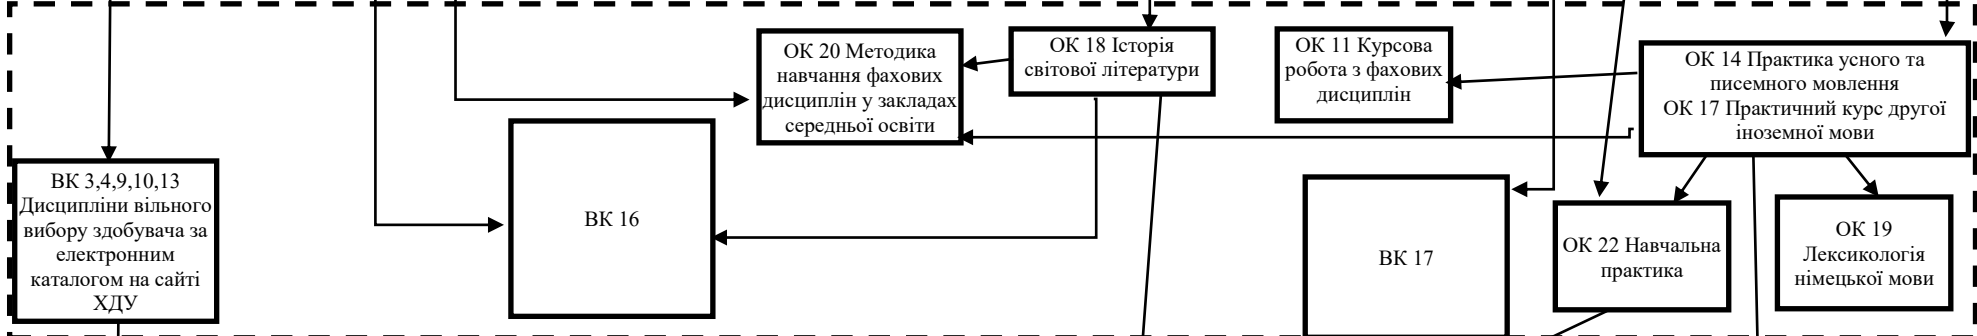 ОК 20 Методика
навчання фахових
дисциплін у закладах
середньої освіти
ОК 18 Історія
світової літератури
ОК 11 Курсова
робота з фахових
дисциплін
ОК 14 Практика усного та
писемного мовлення
ОК 17 Практичний курс другої
іноземної мови
ВК 3,4,9,10,13
Дисципліни вільного
вибору здобувача за
електронним
каталогом на сайті
ХДУ
ВК 16
ВК 17
ОК 22 Навчальна
практика
ОК 19
Лексикологія
німецької мови